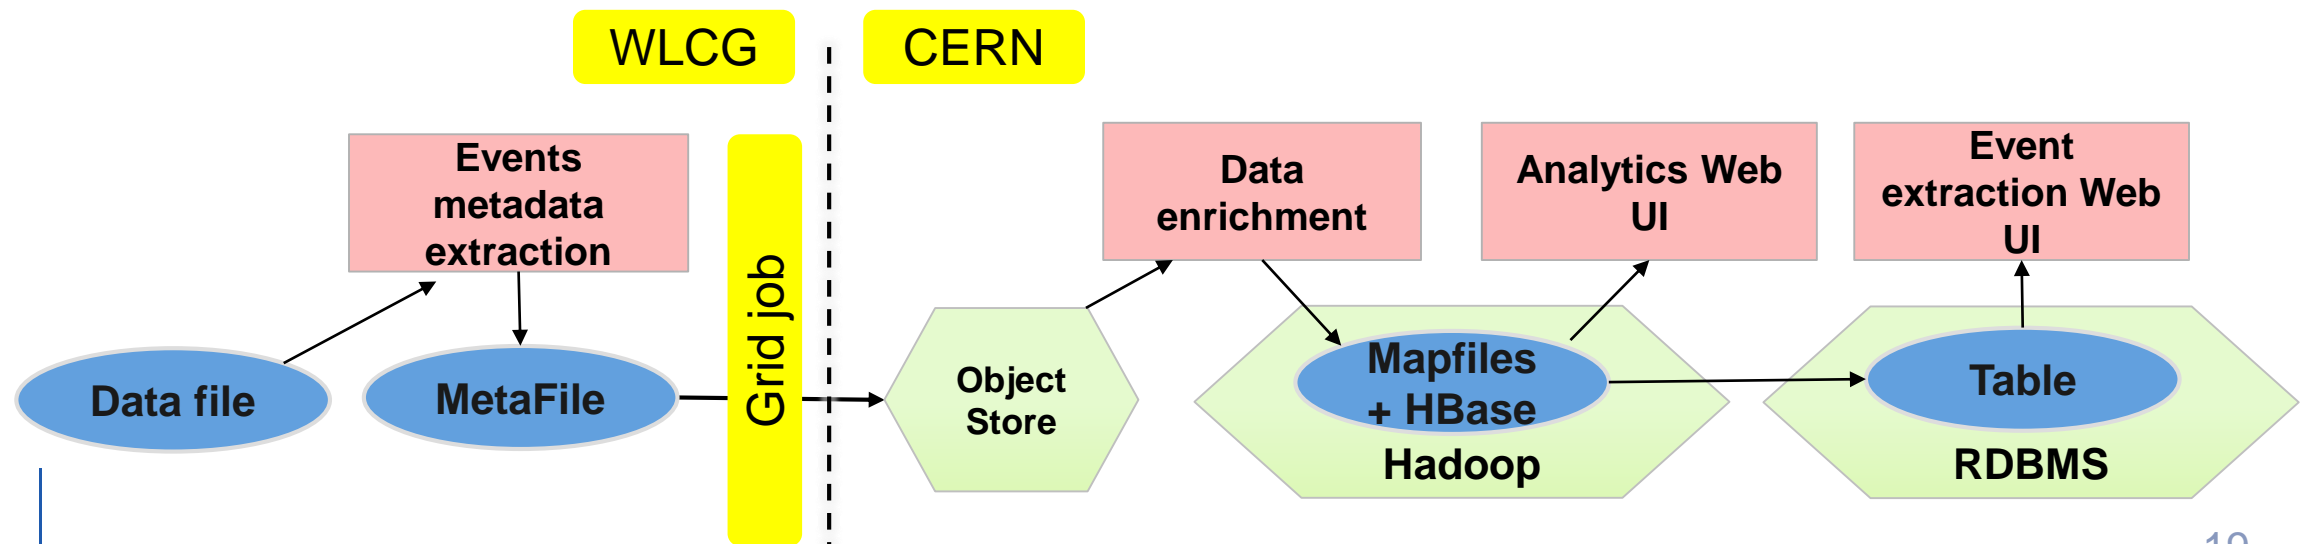 WLCG
CERN
Events
metadata
extraction
Grid job
Data
enrichment
Analytics Web
UI
Event
extraction Web
UI
Data file
MetaFile
Object
Store
Mapfiles
+ HBase
Hadoop
Table
RDBMS